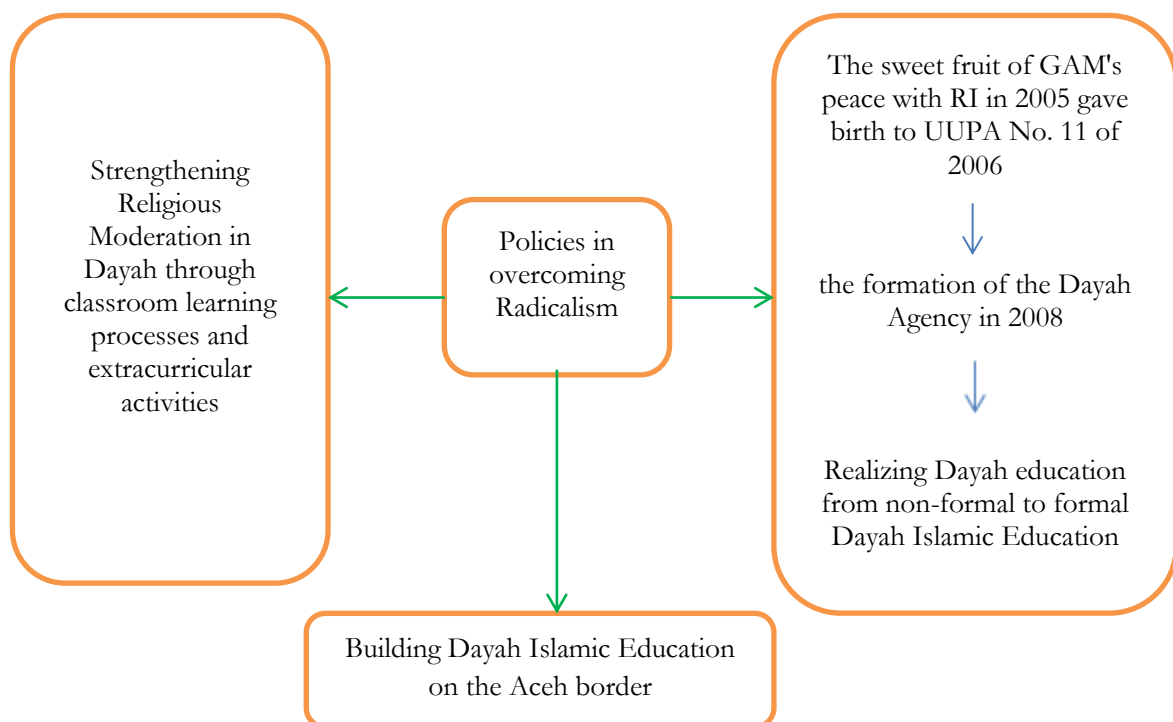 Strengthening
Religious
Moderation in
Dayah through
classroom learning
processes and
extracurricular
activities
Policies in
overcoming
Radicalism
The sweet fruit of GAM's
peace with RI in 2005 gave
birth to UUPA No. 11 of
2006
the formation of the Dayah
Agency in 2008
Realizing Dayah education
from non-formal to formal
Dayah Islamic Education
Building Dayah Islamic Education
on the Aceh border